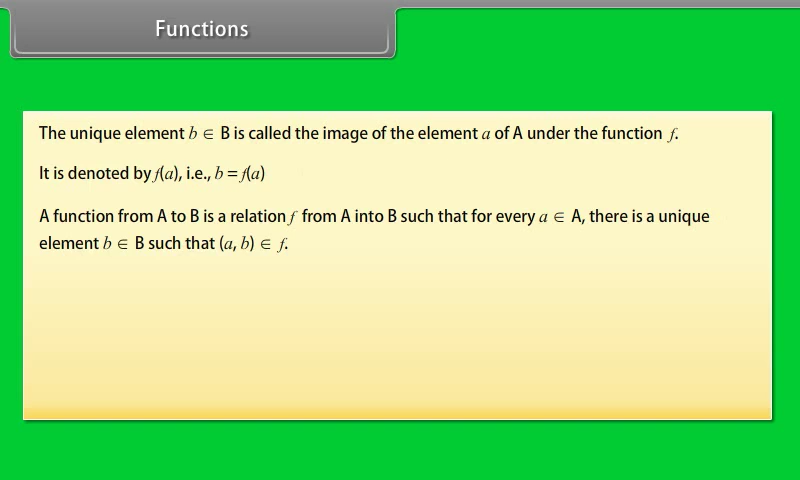 Functions
The unique element b ∈ B is called the image of the element a of A under the function f.
It is denoted by f(a), i.e., b = f(a)
A function from A to B is a relation f from A into B such that for every a ∈ A, there is a unique
element b ∈ B such that (a, b) ∈ f.